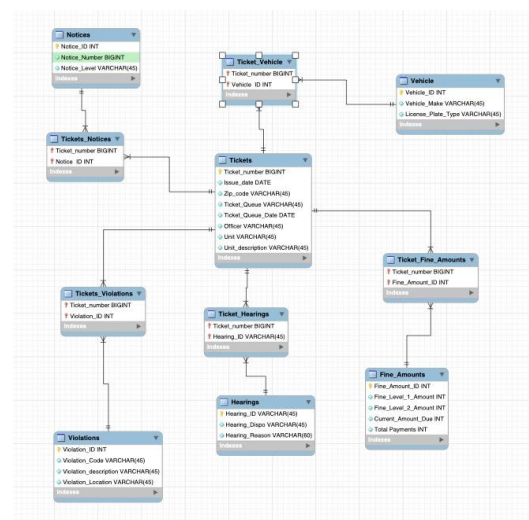 Notices
Notice_ID INT
Notice_Number BIGINT
Notice_Level VARCHAR(45)
Indexes
Ticket_Vehicle
Ticket_number BIGINT
Vehicle_ID INT
Indexes
Vehicle
Vehicle_ID INT
Vehicle_Make VARCHAR(45)
License_Plate_Type VARCHAR(45)
Indexes
Tickets_Notices
Ticket_number BIGINT
Notice_ID INT
Indexes
Tickets
Ticket_number BIGINT
Issue_date DATE
Zip_code VARCHAR(45)
Ticket_Queue VARCHAR(45)
Ticket_Queue_Date DATE
Officer VARCHAR(45)
Unit VARCHAR(45)
Unit_description VARCHAR(45)
Indexes
Ticket_Fine_Amounts
Ticket_number BIGINT
Fine_Amount_ID INT
Indexes
Tickets_Violations
Ticket_number BIGINT
Violation_ID INT
Indexes
Ticket_Hearings
Ticket_number BIGINT
Hearing_ID VARCHAR(45)
Indexes
Fine_Amounts
Fine_Amount_ID INT
Fine_Level_1_Amount INT
Fine_Level_2_Amount INT
Current_Amount_Due INT
Total Payments INT
Indexes
Hearings
Hearing_ID VARCHAR(45)
Hearing_Dispo VARCHAR(45)
Hearing_Reason VARCHAR(60)
Indexes
Violations
Violation_ID INT
Violation_Code VARCHAR(45)
Violation_description VARCHAR(45)
Violation_Location VARCHAR(45)
Indexes